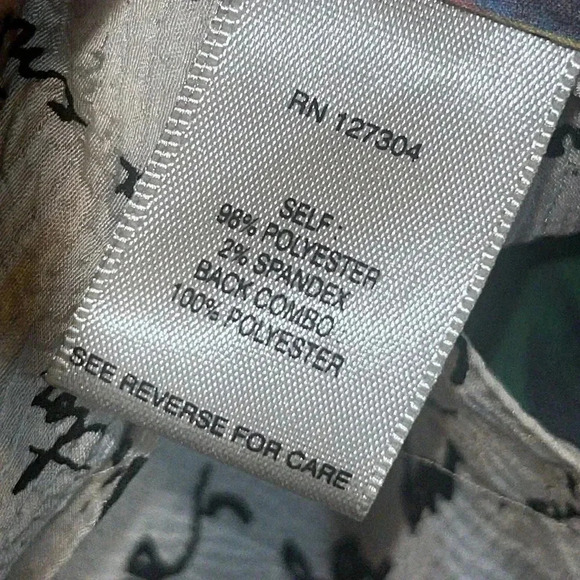 RN 127304
SELF:
98% POLYESTER
2% SPANDEX
BACK COMBO
100% POLYESTER
SEE REVERSE FOR CARE